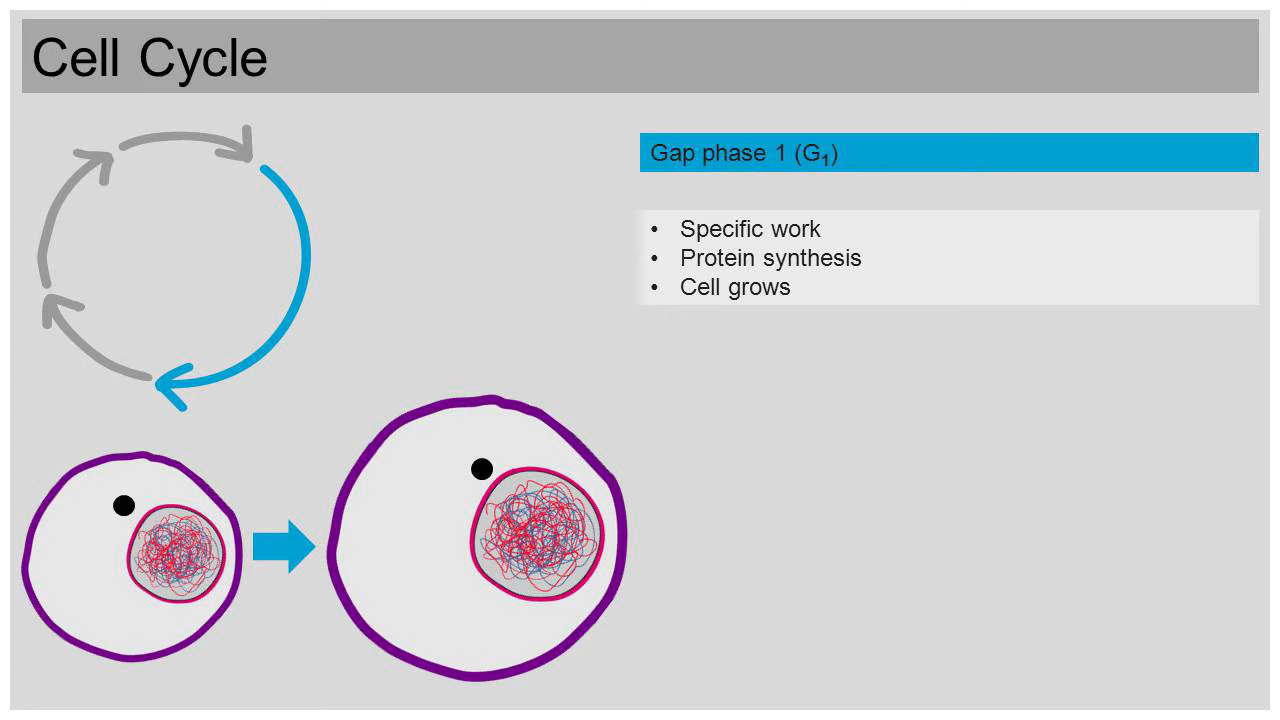 Cell Cycle
Gap phase 1 (G₁)
• Specific work
• Protein synthesis
• Cell grows